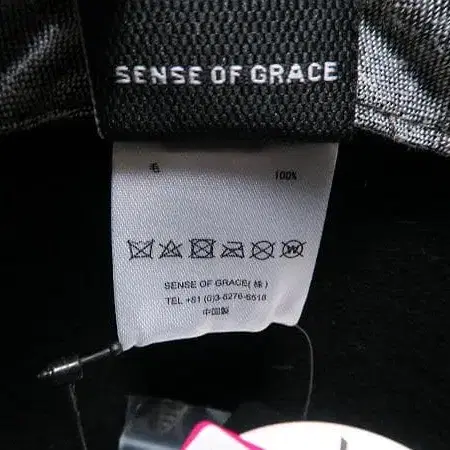 SENSE OF GRACE
毛 100%
SENSE OF GRACE(株)
TEL +81 (0)3-6276-6518
中国製